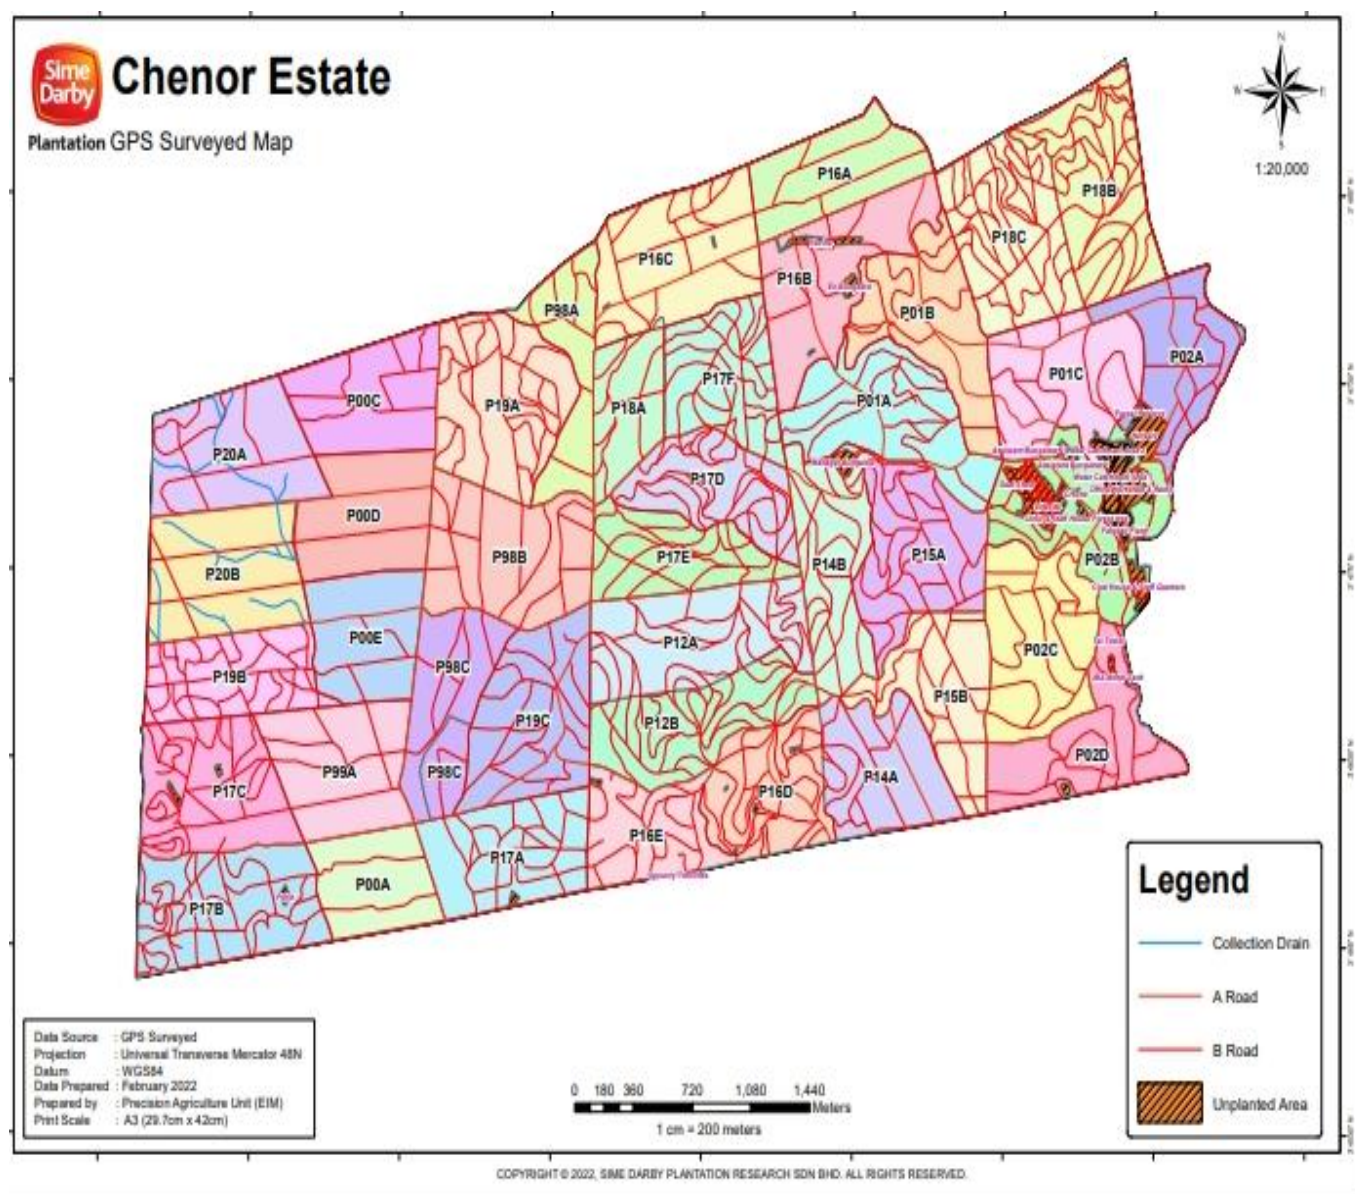 Sime
Darby
Plantation
Chenor Estate
GPS Surveyed Map
N
W
E
S
1:20,000
P16A
P18B
P18C
P16C
P16B
P98A
P01B
P02A
P01C
P17F
P00C
P19A
P18A
P01A
P20A
P17D
P00D
P98B
P17E
P14B
P15A
P02B
P20B
P00E
P12A
P02C
P98C
P19B
P15B
P19C
P12B
P02D
P99A
P98C
P14A
P17C
P16D
P16E
P17A
P00A
P17B
Legend
Collection Drain
A Road
B Road
Unplanted Area
Data Source : GPS Surveyed
Projection : Universal Transverse Mercator 48N
Datum : WGS84
Data Prepared : February 2022
Prepared by : Precision Agriculture Unit (EIM)
Print Scale : A3 (29.7cm x 42cm)
0 180 360 720 1,080 1,440
Meters
1 cm = 200 meters
COPYRIGHT © 2022, SIME DARBY PLANTATION RESEARCH SDN BHD. ALL RIGHTS RESERVED.